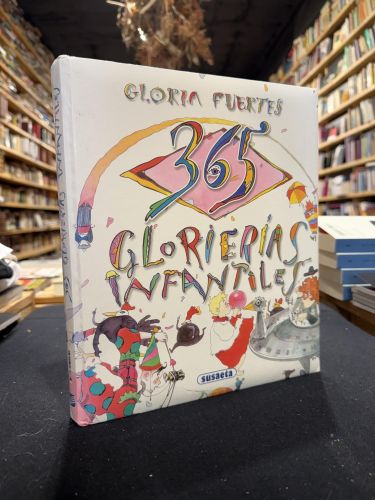 GLORIA FUERTES
365
GLORIERÍAS
INFANTILES
susaeta